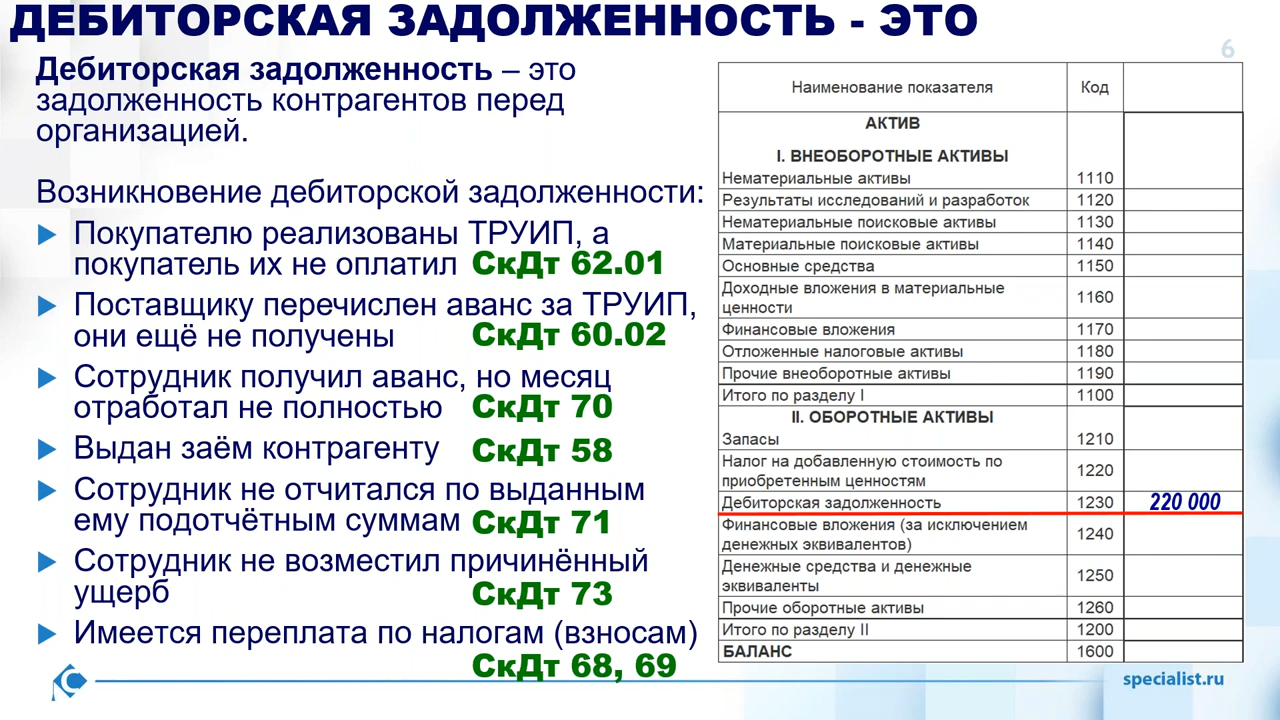 ДЕБИТОРСКАЯ ЗАДОЛЖЕННОСТЬ - ЭТО
6
Дебиторская задолженность – это
задолженность контрагентов перед
организацией.
Возникновение дебиторской задолженности:
Покупателю реализованы ТРУИП, а
покупатель их не оплатил СкДт 62.01
Поставщику перечислен аванс за ТРУИП,
они ещё не получены СкДт 60.02
Сотрудник получил аванс, но месяц
отработал не полностью СкДт 70
Выдан заём контрагенту СкДт 58
Сотрудник не отчитался по выданным
ему подотчётным суммам СкДт 71
Сотрудник не возместил причинённый
ущерб СкДт 73
Имеется переплата по налогам (взносам)
СкДт 68, 69
Наименование показателя Код
АКТИВ
I. ВНЕОБОРОТНЫЕ АКТИВЫ
Нематериальные активы 1110
Результаты исследований и разработок 1120
Нематериальные поисковые активы 1130
Материальные поисковые активы 1140
Основные средства 1150
Доходные вложения в материальные
ценности 1160
Финансовые вложения 1170
Отложенные налоговые активы 1180
Прочие внеоборотные активы 1190
Итого по разделу I 1100
II. ОБОРОТНЫЕ АКТИВЫ
Запасы 1210
Налог на добавленную стоимость по
приобретенным ценностям 1220
Дебиторская задолженность 1230 220 000
Финансовые вложения (за исключением
денежных эквивалентов) 1240
Денежные средства и денежные
эквиваленты 1250
Прочие оборотные активы 1260
Итого по разделу II 1200
БАЛАНС 1600
specialist.ru